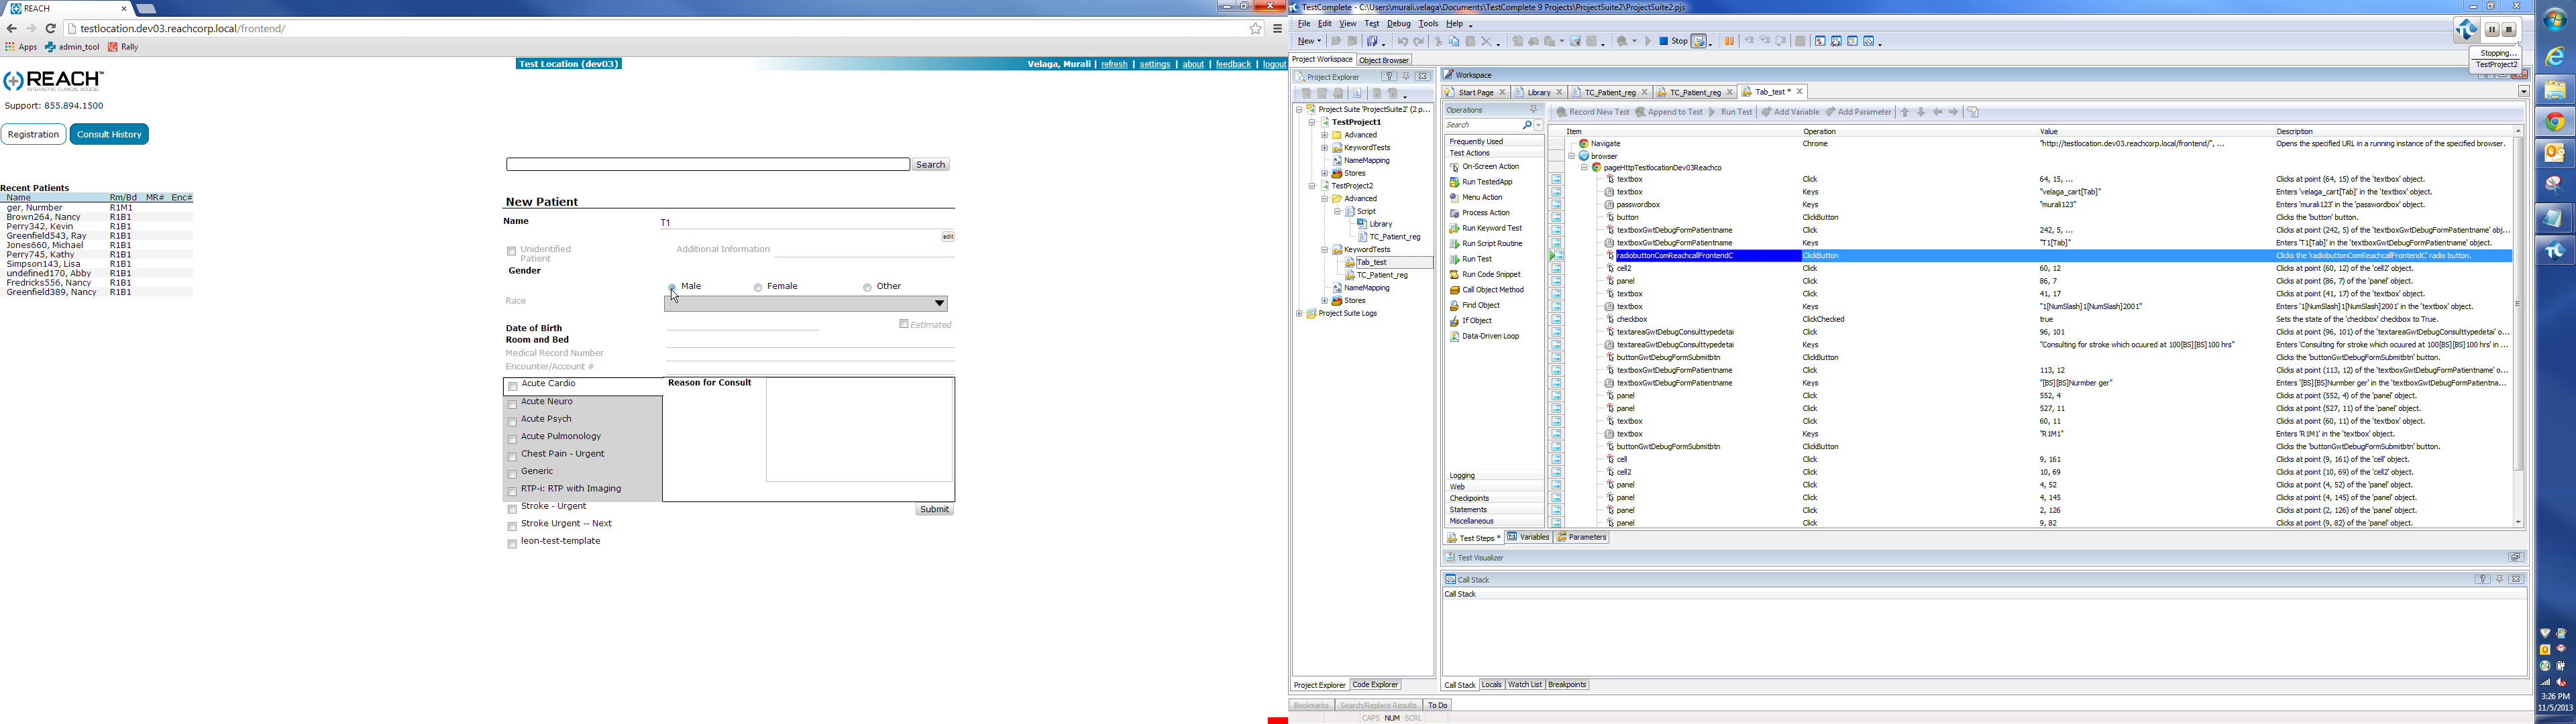 REACH
testlocation.dev03.reachcorp.local/frontend/
Apps admin_tool Rally
Test Location (dev03)
Velaga, Murali | refresh | settings | about | feedback | logout
REACH™
INTERACTIVE CLINICAL ACCESS
Support: 855.894.1500
Registration Consult History
Search
Recent Patients
Name Rm/Bd MR# Enc#
ger, Nurmber R1M1
Brown264, Nancy R1B1
Perry342, Kevin R1B1
Greenfield543, Ray R1B1
Jones660, Michael R1B1
Perry745, Kathy R1B1
Simpson143, Lisa R1B1
undefined170, Abby R1B1
Fredricks556, Nancy R1B1
Greenfield389, Nancy R1B1
New Patient
Name T1
edit
Unidentified Patient Additional Information
Gender
Male Female Other
Race
Date of Birth Estimated
Room and Bed
Medical Record Number
Encounter/Account #
Acute Cardio
Acute Neuro
Acute Psych
Acute Pulmonology
Chest Pain - Urgent
Generic
RTP-i: RTP with Imaging
Stroke - Urgent
Stroke Urgent -- Next
leon-test-template
Reason for Consult
Submit
TestComplete - C:\Users\murali.velaga\Documents\TestComplete 9 Projects\ProjectSuite2\ProjectSuite2.pjs
File Edit View Test Debug Tools Help
New Stop
Stopping...
TestProject2
Project Workspace Object Browser
Project Explorer
Project Suite 'ProjectSuite2' (2 p...
TestProject1
Advanced
KeywordTests
NameMapping
Stores
TestProject2
Advanced
Script
Library
TC_Patient_reg
KeywordTests
Tab_test
TC_Patient_reg
NameMapping
Stores
Project Suite Logs
Project Explorer Code Explorer
Workspace
Start Page Library TC_Patient_reg TC_Patient_reg Tab_test *
Operations
Search
Frequently Used
Test Actions
On-Screen Action
Run TestedApp
Menu Action
Process Action
Run Keyword Test
Run Script Routine
Run Test
Run Code Snippet
Call Object Method
Find Object
If Object
Data-Driven Loop
Logging
Web
Checkpoints
Statements
Miscellaneous
Record New Test Append to Test Run Test Add Variable Add Parameter
Item Operation Value Description
Navigate Chrome "http://testlocation.dev03.reachcorp.local/frontend/", ... Opens the specified URL in a running instance of the specified browser.
browser
pageHttpTestlocationDev03Reachco
textbox Click 64, 15, ... Clicks at point (64, 15) of the 'textbox' object.
textbox Keys "velaga_cart[Tab]" Enters 'velaga_cart[Tab]' in the 'textbox' object.
passwordbox Keys "murali123" Enters 'murali123' in the 'passwordbox' object.
button ClickButton Clicks the 'button' button.
textboxGwtDebugFormPatientname Click 242, 5, ... Clicks at point (242, 5) of the 'textboxGwtDebugFormPatientname' obj...
textboxGwtDebugFormPatientname Keys "T1[Tab]" Enters 'T1[Tab]' in the 'textboxGwtDebugFormPatientname' object.
radiobuttonComReachcallFrontendC ClickButton Clicks the 'radiobuttonComReachcallFrontendC' radio button.
cell2 Click 60, 12 Clicks at point (60, 12) of the 'cell2' object.
panel Click 86, 7 Clicks at point (86, 7) of the 'panel' object.
textbox Click 41, 17 Clicks at point (41, 17) of the 'textbox' object.
textbox Keys "1[NumSlash]1[NumSlash]2001" Enters '1[NumSlash]1[NumSlash]2001' in the 'textbox' object.
checkbox ClickChecked true Sets the state of the 'checkbox' checkbox to True.
textareaGwtDebugConsulttypedetai Click 96, 101 Clicks at point (96, 101) of the 'textareaGwtDebugConsulttypedetai' o...
textareaGwtDebugConsulttypedetai Keys "Consulting for stroke which ocuured at 100[BS][BS]100 hrs" Enters 'Consulting for stroke which ocuured at 100[BS][BS]100 hrs' in ...
buttonGwtDebugFormSubmitbtn ClickButton Clicks the 'buttonGwtDebugFormSubmitbtn' button.
textboxGwtDebugFormPatientname Click 113, 12 Clicks at point (113, 12) of the 'textboxGwtDebugFormPatientname' o...
textboxGwtDebugFormPatientname Keys "[BS][BS]Nurmber ger" Enters '[BS][BS]Nurmber ger' in the 'textboxGwtDebugFormPatientna...
panel Click 552, 4 Clicks at point (552, 4) of the 'panel' object.
panel Click 527, 11 Clicks at point (527, 11) of the 'panel' object.
textbox Click 60, 11 Clicks at point (60, 11) of the 'textbox' object.
textbox Keys "R1M1" Enters 'R1M1' in the 'textbox' object.
buttonGwtDebugFormSubmitbtn ClickButton Clicks the 'buttonGwtDebugFormSubmitbtn' button.
cell Click 9, 161 Clicks at point (9, 161) of the 'cell' object.
cell2 Click 10, 69 Clicks at point (10, 69) of the 'cell2' object.
panel Click 4, 52 Clicks at point (4, 52) of the 'panel' object.
panel Click 4, 145 Clicks at point (4, 145) of the 'panel' object.
panel Click 2, 126 Clicks at point (2, 126) of the 'panel' object.
panel Click 9, 82 Clicks at point (9, 82) of the 'panel' object.
Test Steps * Variables Parameters
Test Visualizer
Call Stack
Call Stack
Call Stack Locals Watch List Breakpoints
Bookmarks Search/Replace Results To Do
CAPS NUM SCRL
3:26 PM
11/5/2013